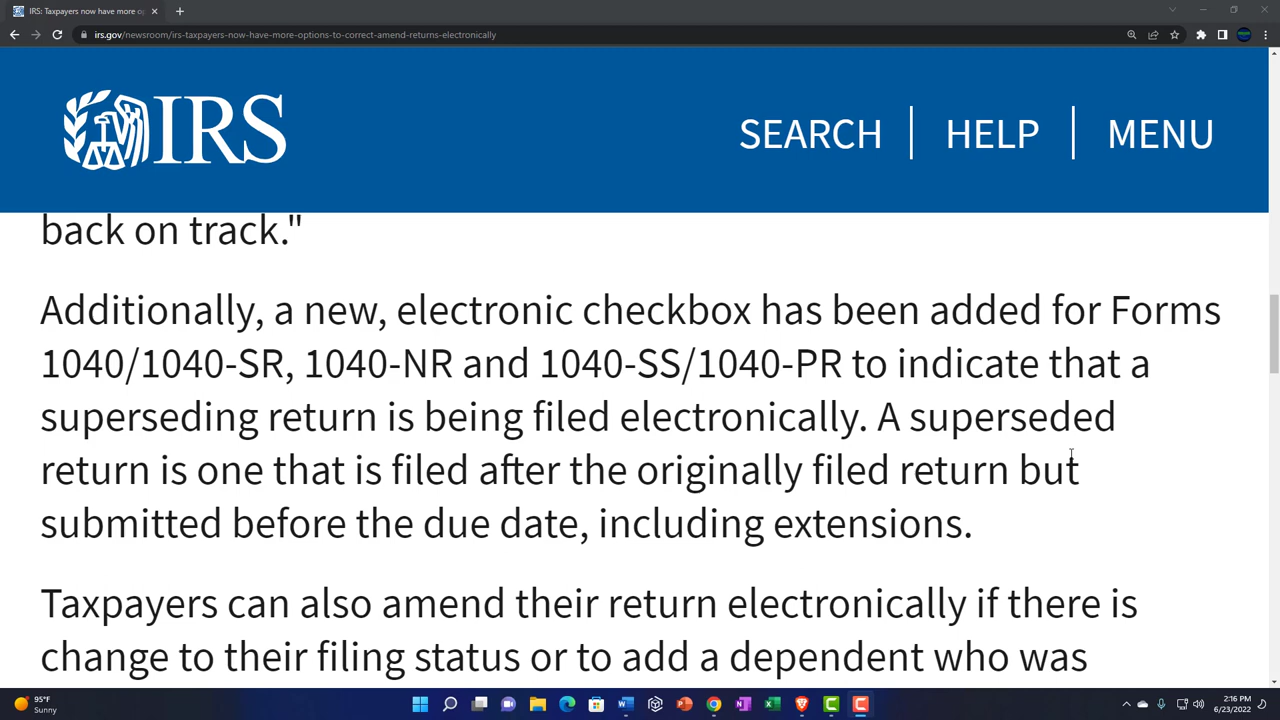 IRS: Taxpayers now have more op
irs.gov/newsroom/irs-taxpayers-now-have-more-options-to-correct-amend-returns-electronically
IRS
SEARCH
HELP
MENU
back on track."
Additionally, a new, electronic checkbox has been added for Forms
1040/1040-SR, 1040-NR and 1040-SS/1040-PR to indicate that a
superseding return is being filed electronically. A superseded
return is one that is filed after the originally filed return but
submitted before the due date, including extensions.
Taxpayers can also amend their return electronically if there is
change to their filing status or to add a dependent who was
95°F
Sunny
2:16 PM
6/23/2022